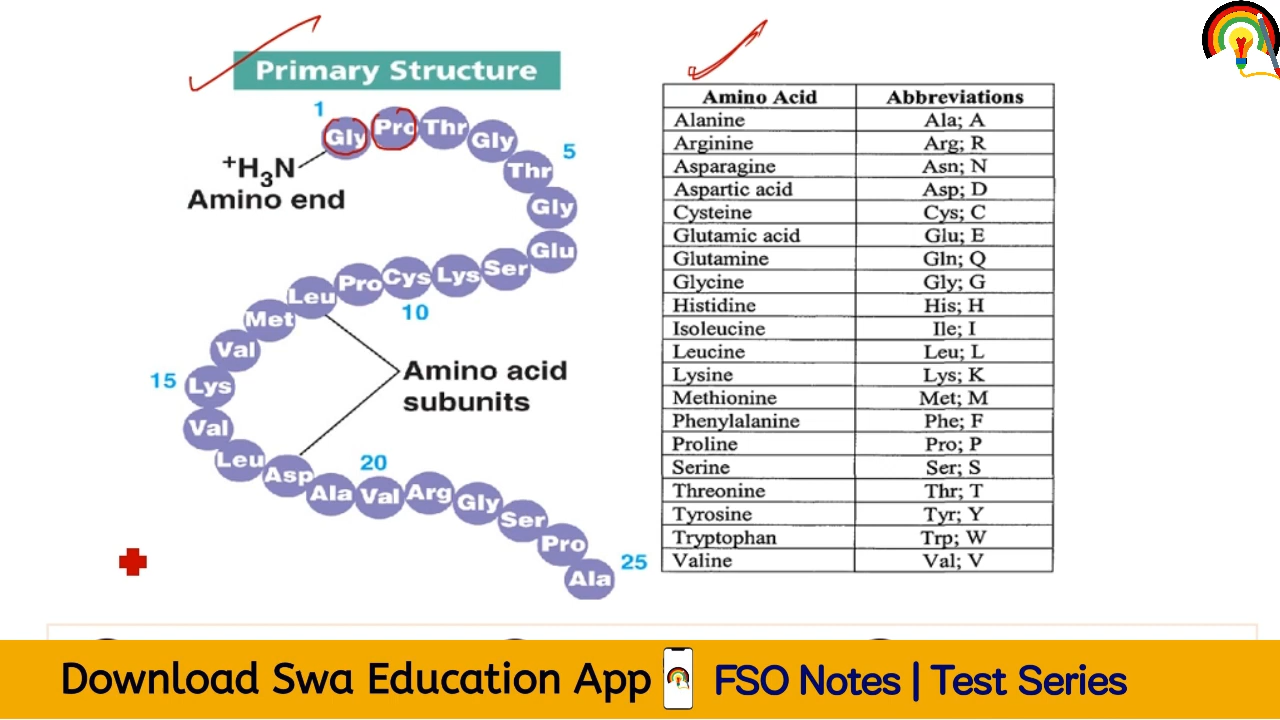 Primary Structure
1
Gly Pro Thr Gly Thr Gly
5
+H3N
Amino end
Glu Ser Lys Cys Pro Leu Met Val Lys
10
15
Amino acid
subunits
Val Leu Asp Ala Val Arg Gly Ser Pro Ala
20
25
Amino Acid Abbreviations
Alanine Ala; A
Arginine Arg; R
Asparagine Asn; N
Aspartic acid Asp; D
Cysteine Cys; C
Glutamic acid Glu; E
Glutamine Gln; Q
Glycine Gly; G
Histidine His; H
Isoleucine Ile; I
Leucine Leu; L
Lysine Lys; K
Methionine Met; M
Phenylalanine Phe; F
Proline Pro; P
Serine Ser; S
Threonine Thr; T
Tyrosine Tyr; Y
Tryptophan Trp; W
Valine Val; V
Download Swa Education App FSO Notes | Test Series